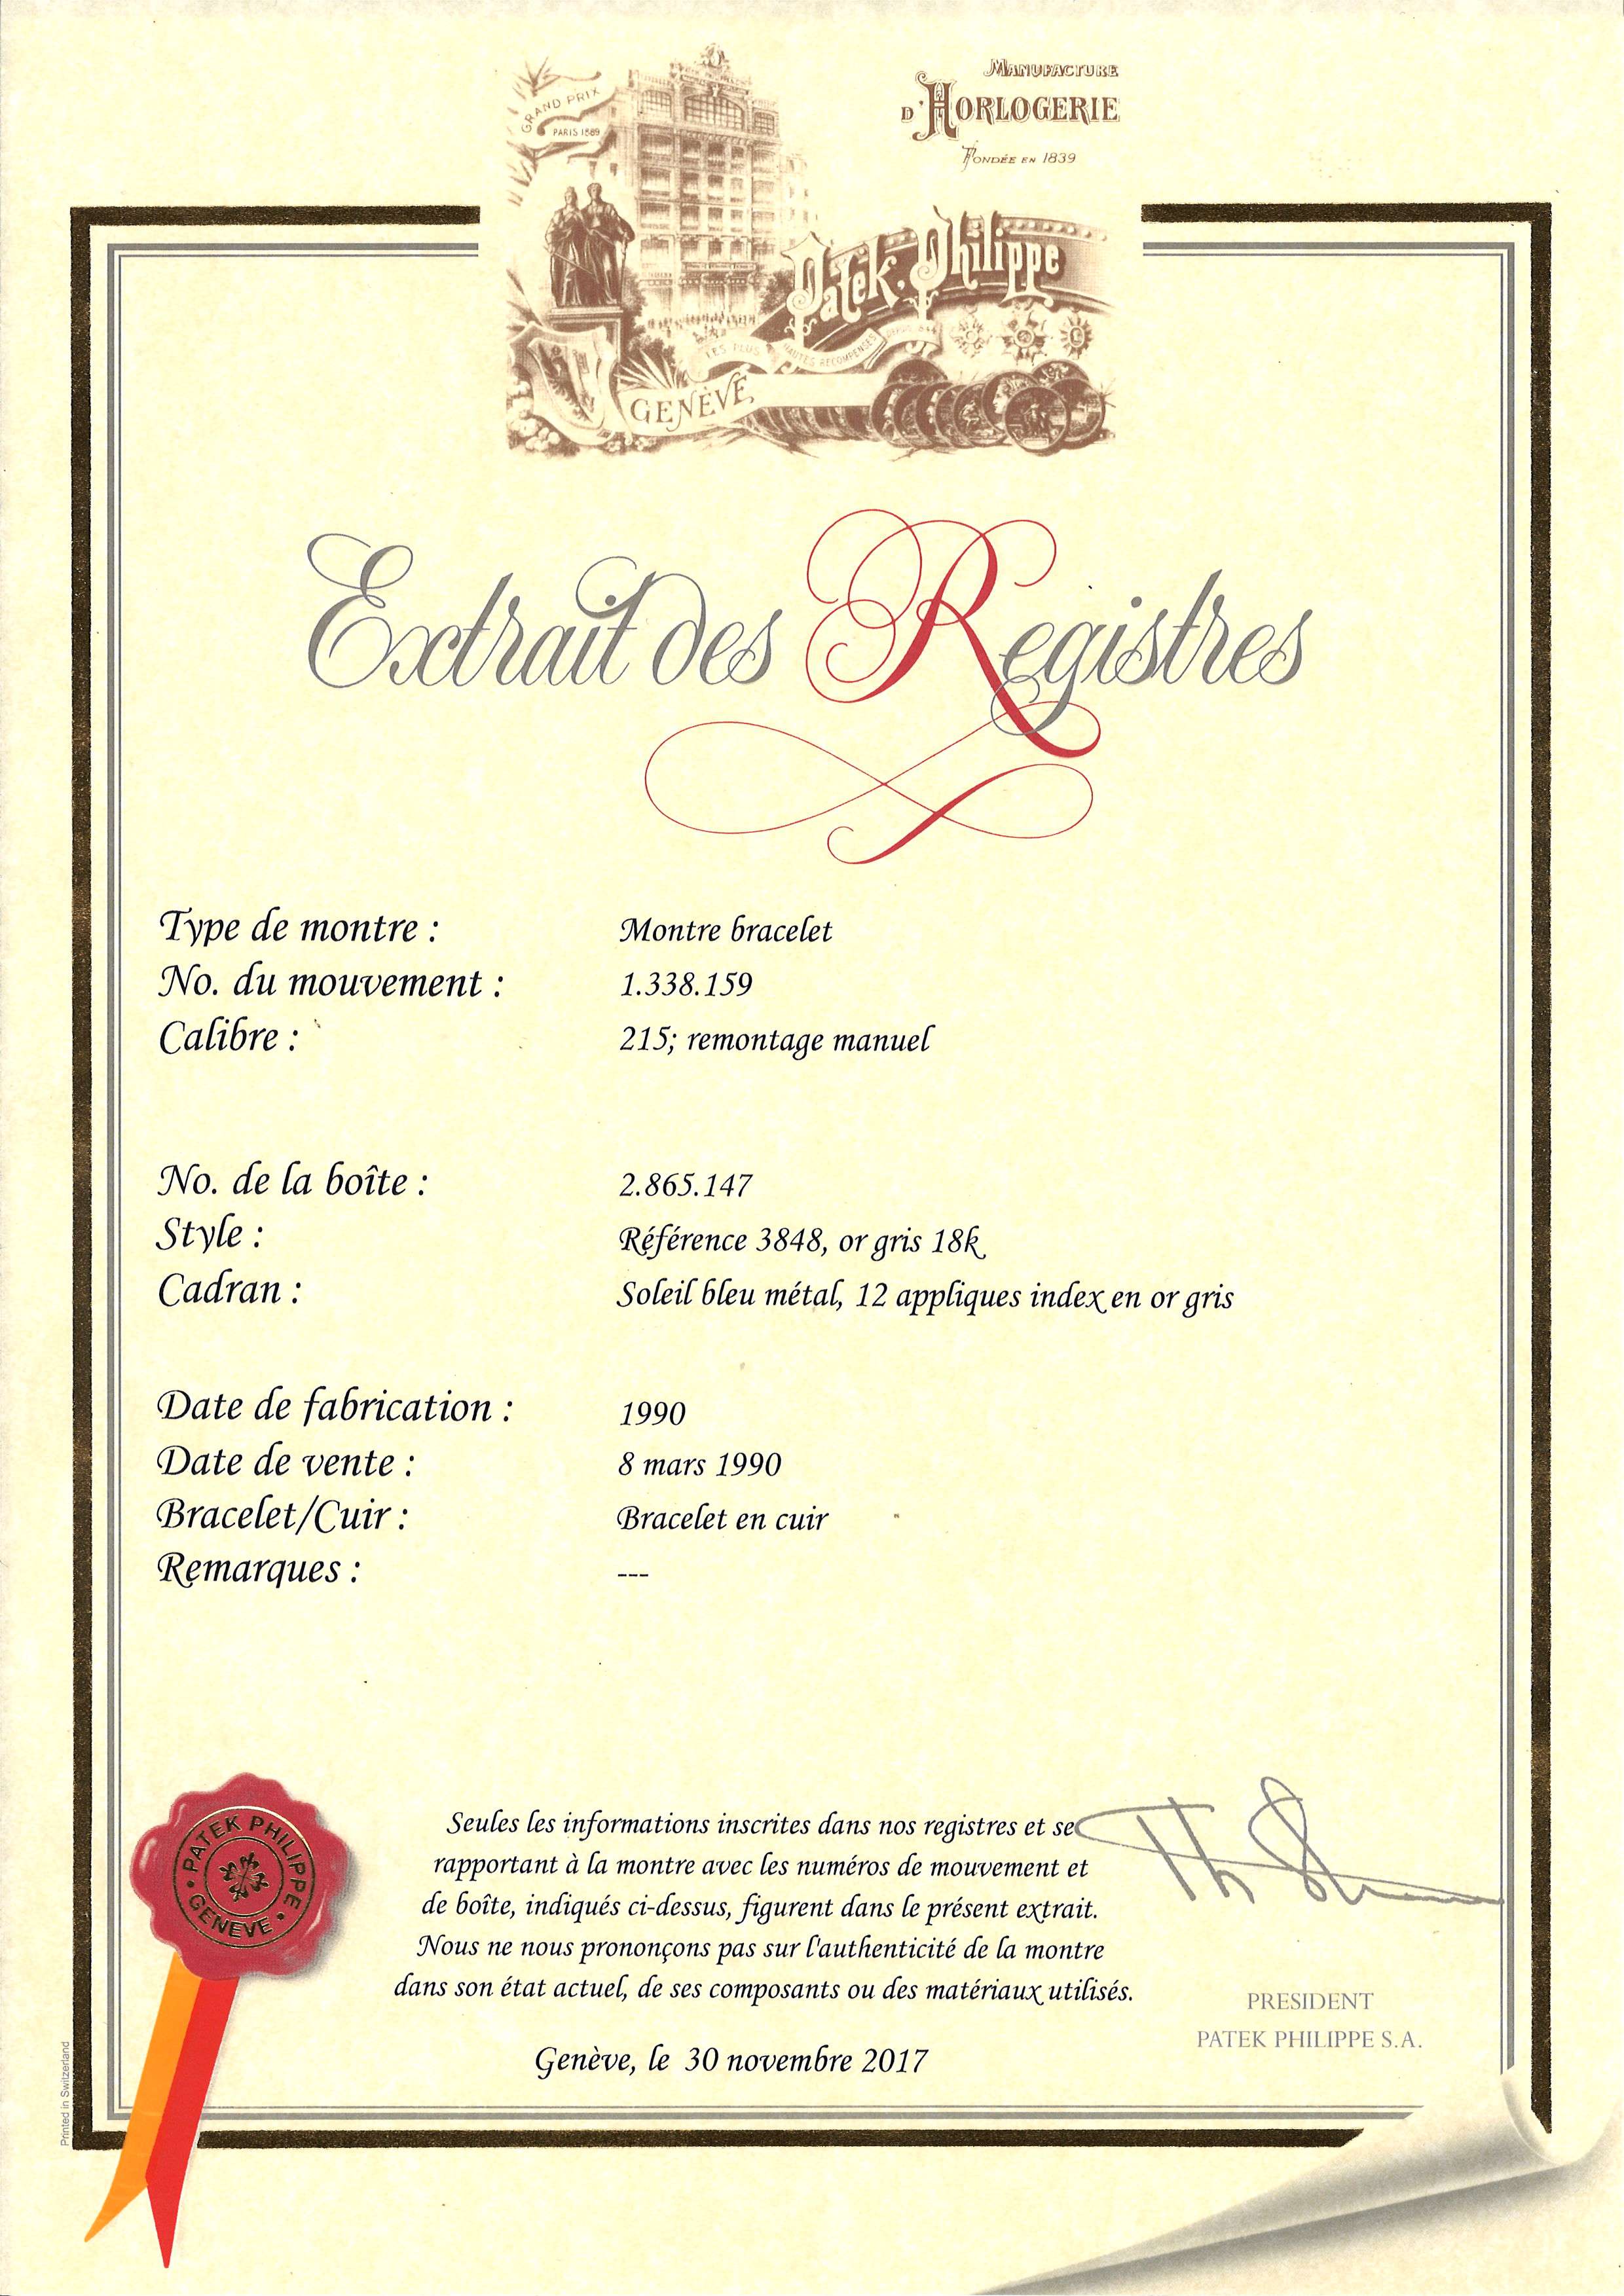 MANUFACTURE
D'HORLOGERIE
FONDÉE EN 1839
GRAND PRIX
PARIS 1889
Patek. Philippe
LES PLUS HAUTES RECOMPENSES
GENÈVE
Extrait des Registres
Type de montre : Montre bracelet
No. du mouvement : 1.338.159
Calibre : 215; remontage manuel
No. de la boîte : 2.865.147
Style : Référence 3848, or gris 18k
Cadran : Soleil bleu métal, 12 appliques index en or gris
Date de fabrication : 1990
Date de vente : 8 mars 1990
Bracelet/Cuir : Bracelet en cuir
Remarques : ---
Seules les informations inscrites dans nos registres et se
rapportant à la montre avec les numéros de mouvement et
de boîte, indiqués ci-dessus, figurent dans le présent extrait.
Nous ne nous prononçons pas sur l'authenticité de la montre
dans son état actuel, de ses composants ou des matériaux utilisés.
Genève, le 30 novembre 2017
PRESIDENT
PATEK PHILIPPE S.A.
PATEK PHILIPPE
• GENEVE •
Printed in Switzerland